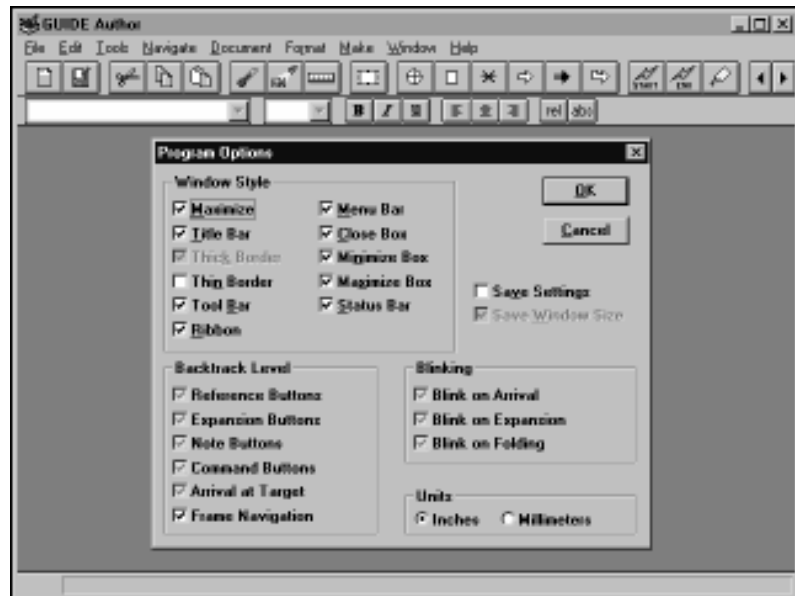 GUIDE Author
File Edit Tools Navigate Document Format Make Window Help
START END
B I U rel abs
Program Options
Window Style
Maximize Menu Bar
Title Bar Close Box
Thick Border Minimize Box
Thin Border Maximize Box
Tool Bar Status Bar
Ribbon
OK
Cancel
Save Settings
Save Window Size
Backtrack Level
Reference Buttons
Expansion Buttons
Note Buttons
Command Buttons
Arrival at Target
Frame Navigation
Blinking
Blink on Arrival
Blink on Expansion
Blink on Folding
Units
Inches Millimeters